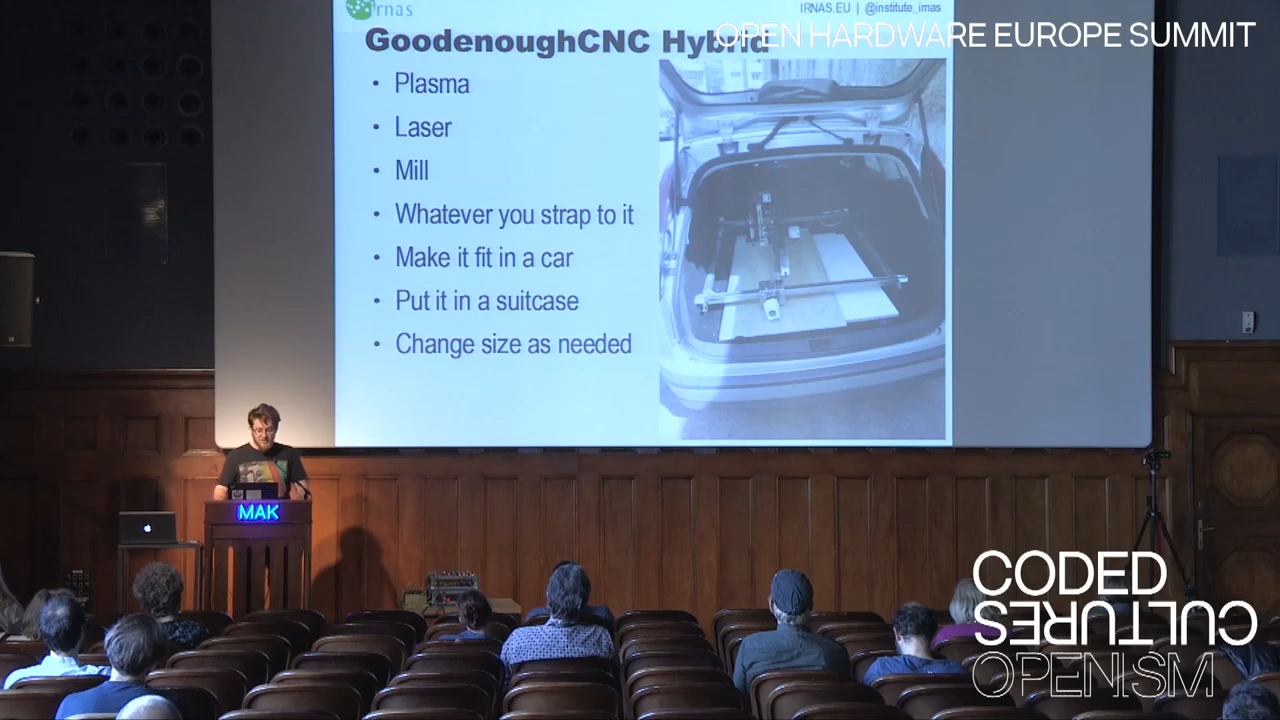 irnas
IRNAS.EU | @institute_irnas
OPEN HARDWARE EUROPE SUMMIT
GoodenoughCNC Hybrid
• Plasma
• Laser
• Mill
• Whatever you strap to it
• Make it fit in a car
• Put it in a suitcase
• Change size as needed
MAK
CODED
CULTURES
OPENISM